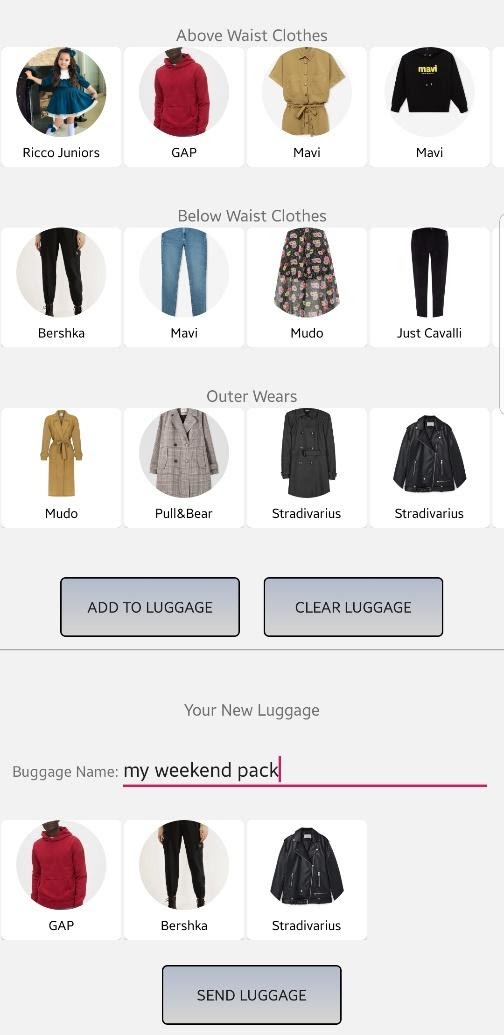 Above Waist Clothes
Ricco Juniors GAP Mavi Mavi
mavi
Below Waist Clothes
Bershka Mavi Mudo Just Cavalli
Outer Wears
Mudo Pull&Bear Stradivarius Stradivarius
ADD TO LUGGAGE CLEAR LUGGAGE
Your New Luggage
Buggage Name: my weekend pack
GAP Bershka Stradivarius
SEND LUGGAGE